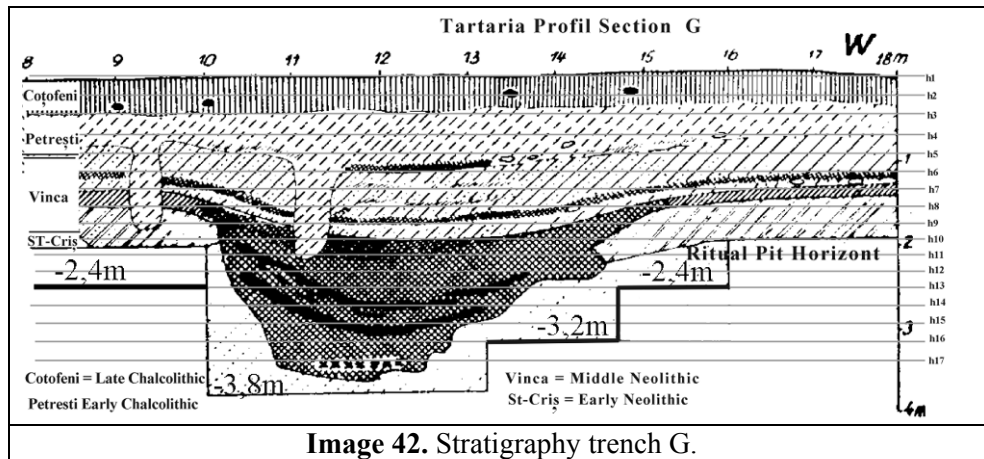 Tartaria Profil Section G
8 9 10 11 12 13 14 15 16 17 W 18m
Coțofeni
Petrești
Vinca
ST-Criș
h1
h2
h3
h4
h5
h6
h7
h8
h9
h10
h11
h12
h13
h14
h15
h16
h17
1
2
3
4m
Ritual Pit Horizont
-2,4m
-2,4m
-3,2m
-3,8m
Cotofeni = Late Chalcolithic
Petresti Early Chalcolithic
Vinca = Middle Neolithic
St-Criş = Early Neolithic
Image 42. Stratigraphy trench G.